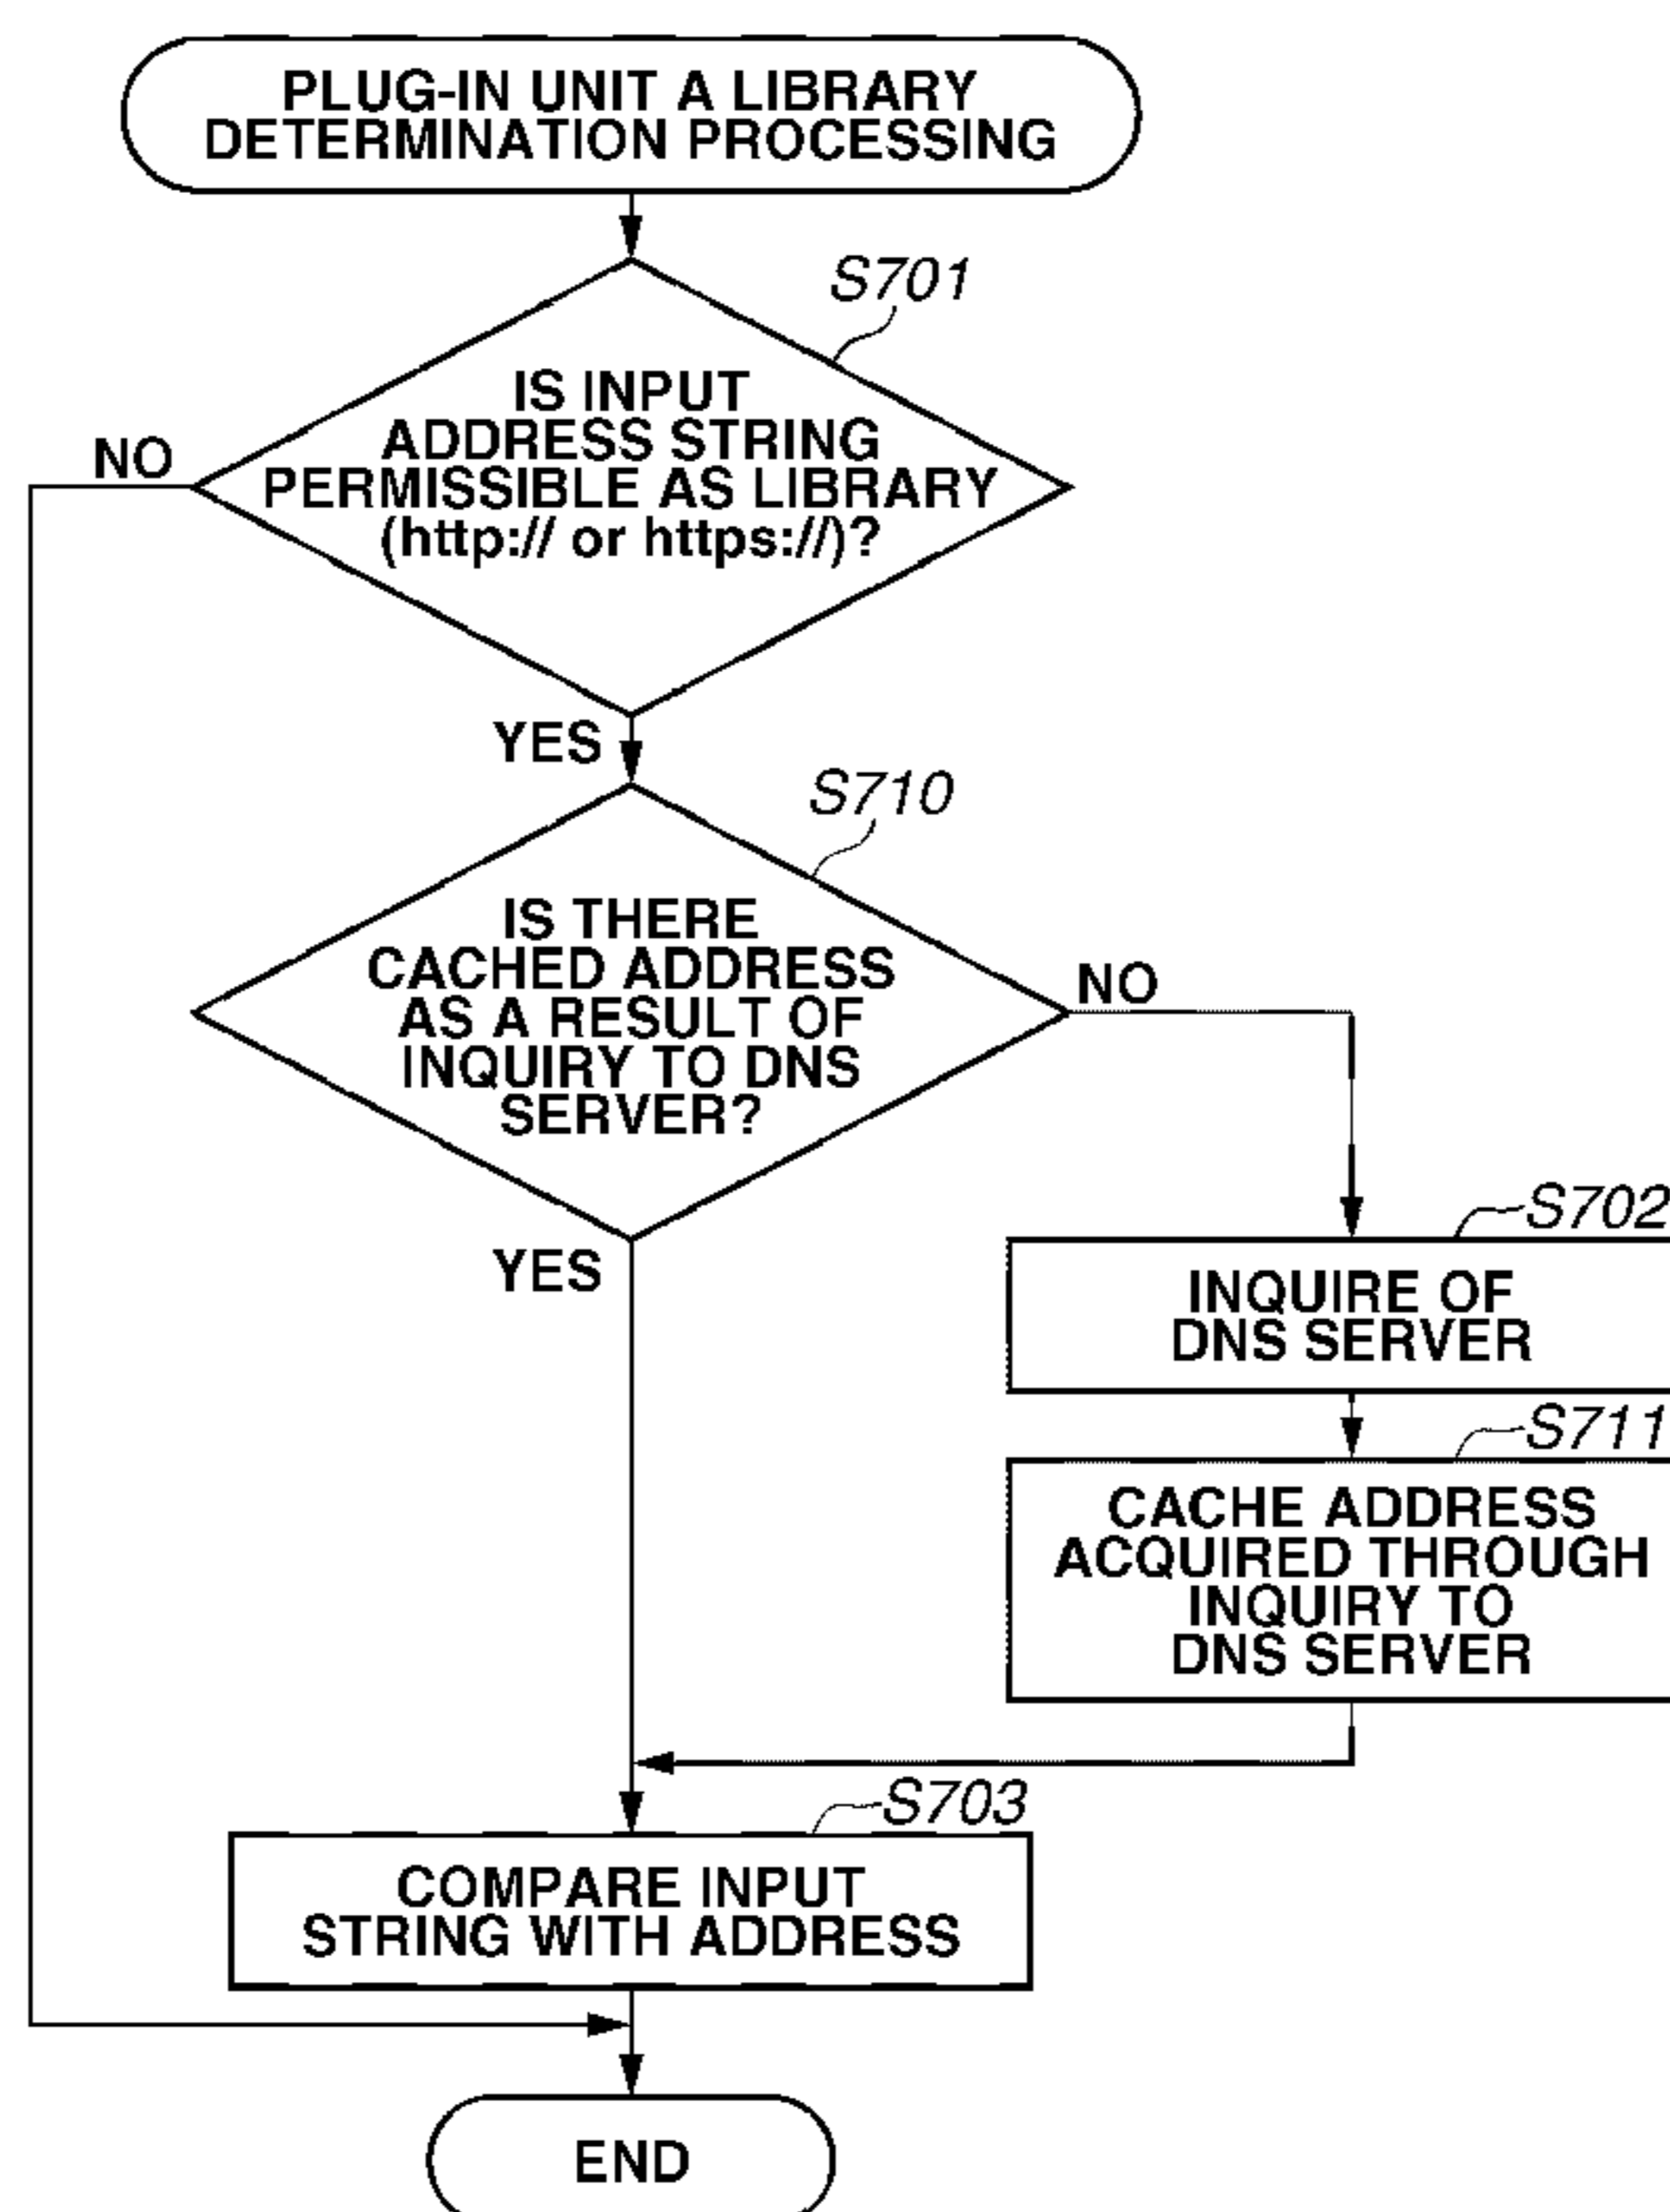 PLUG-IN UNIT A LIBRARY
DETERMINATION PROCESSING
S701
IS INPUT
ADDRESS STRING
PERMISSIBLE AS LIBRARY
(http:// or https://)?
NO
YES
S710
IS THERE
CACHED ADDRESS
AS A RESULT OF
INQUIRY TO DNS
SERVER?
NO
YES
S702
INQUIRE OF
DNS SERVER
S711
CACHE ADDRESS
ACQUIRED THROUGH
INQUIRY TO
DNS SERVER
S703
COMPARE INPUT
STRING WITH ADDRESS
END